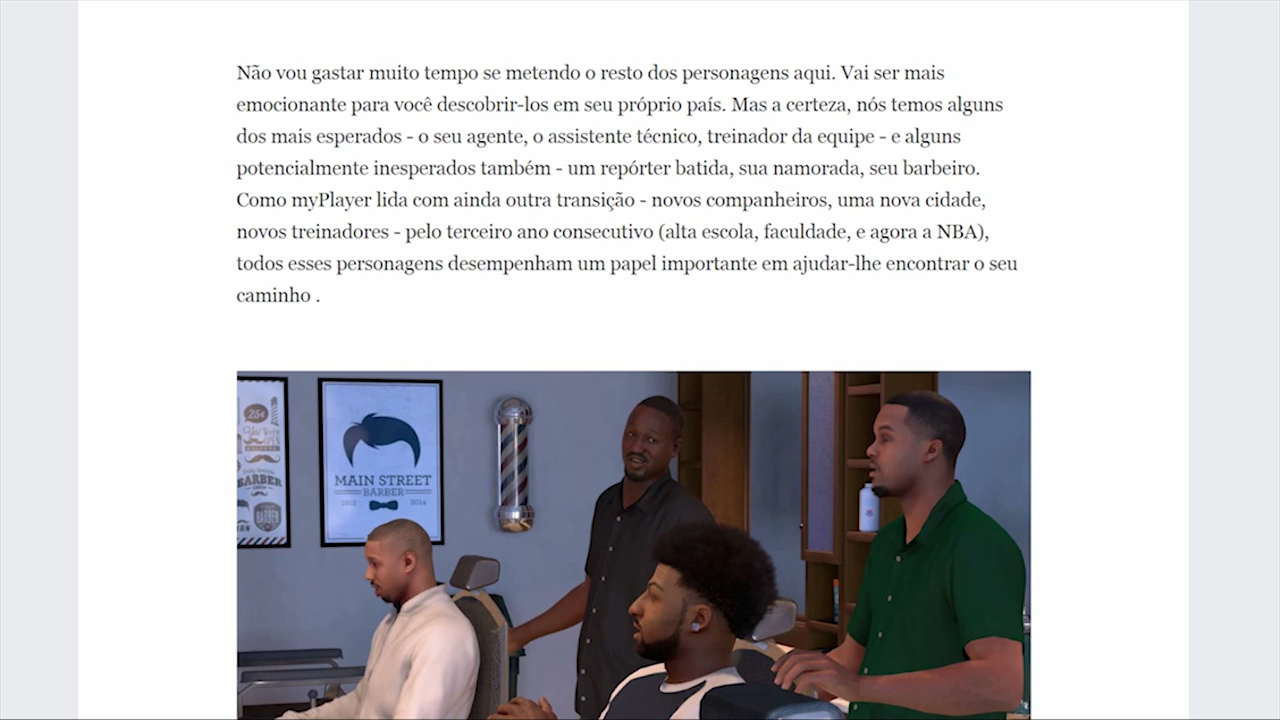 Não vou gastar muito tempo se metendo o resto dos personagens aqui. Vai ser mais
emocionante para você descobrir-los em seu próprio país. Mas a certeza, nós temos alguns
dos mais esperados - o seu agente, o assistente técnico, treinador da equipe - e alguns
potencialmente inesperados também - um repórter batida, sua namorada, seu barbeiro.
Como myPlayer lida com ainda outra transição - novos companheiros, uma nova cidade,
novos treinadores - pelo terceiro ano consecutivo (alta escola, faculdade, e agora a NBA),
todos esses personagens desempenham um papel importante em ajudar-lhe encontrar o seu
caminho .
25¢
BARBER
BARBER
MAIN STREET
BARBER